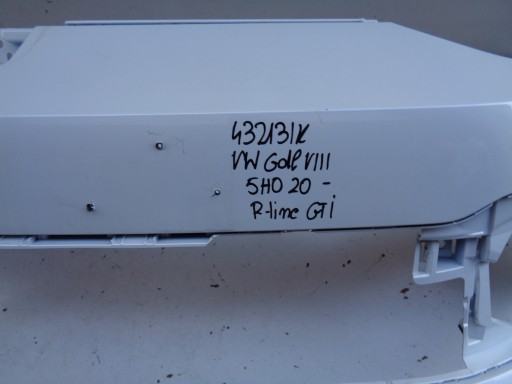 432131K
VW Golf VIII
5H0 20 -
R-line GTi